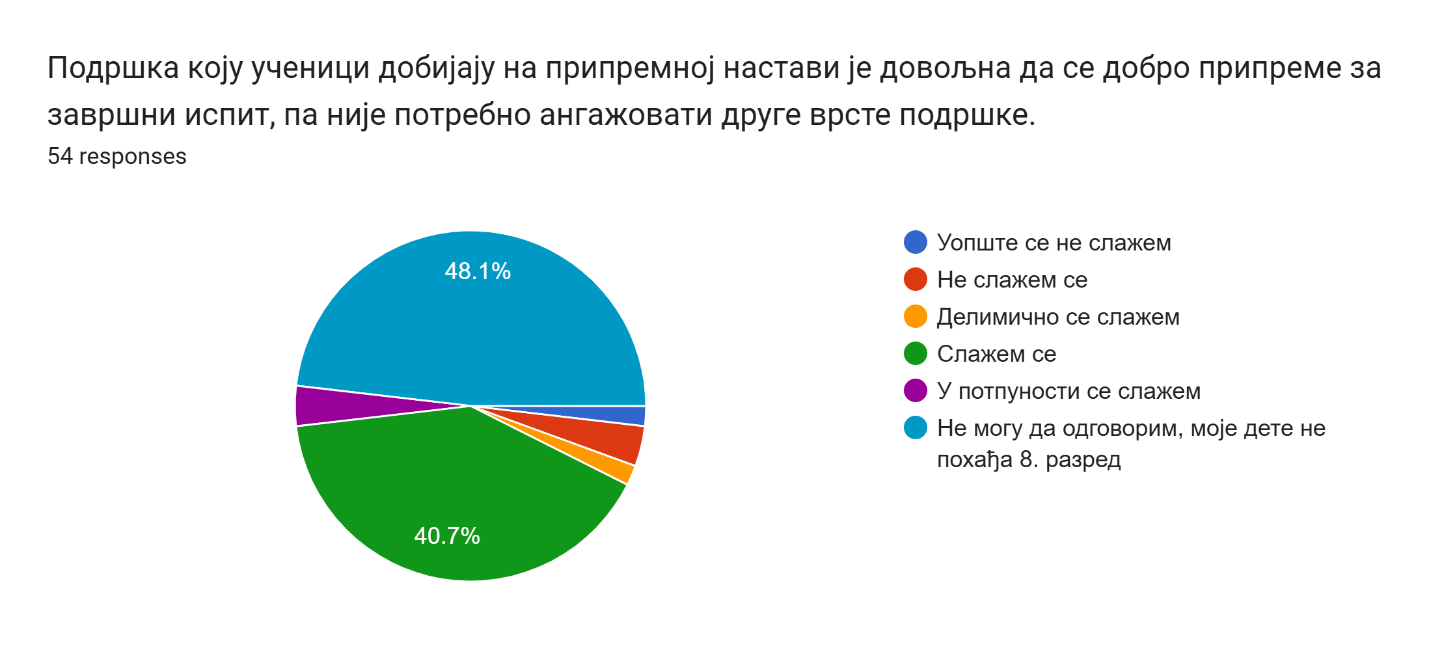 Подршка коју ученици добијају на припремној настави је довољна да се добро припреме за
завршни испит, па није потребно ангажовати друге врсте подршке.
54 responses
48.1%
40.7%
Уопште се не слажем
Не слажем се
Делимично се слажем
Слажем се
У потпуности се слажем
Не могу да одговорим, моје дете не
похађа 8. разред